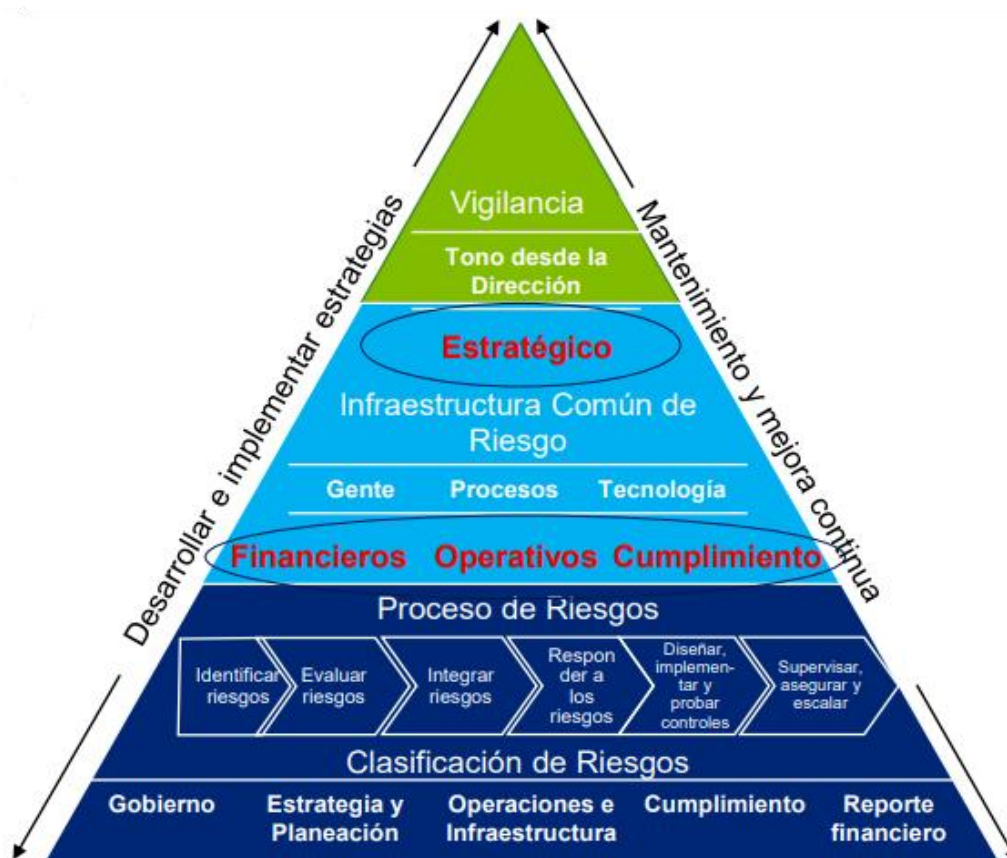 Desarrollar e implementar estrategias
Mantenimiento y mejora continua
Vigilancia
Tono desde la
Dirección
Estratégico
Infraestructura Común de
Riesgo
Gente Procesos Tecnología
Financieros Operativos Cumplimiento
Proceso de Riesgos
Identificar
riesgos
Evaluar
riesgos
Integrar
riesgos
Respon
der a
los
riesgos
Diseñar,
implemen-
tar y
probar
controles
Supervisar,
asegurar y
escalar
Clasificación de Riesgos
Gobierno
Estrategia y
Planeación
Operaciones e
Infraestructura
Cumplimiento
Reporte
financiero